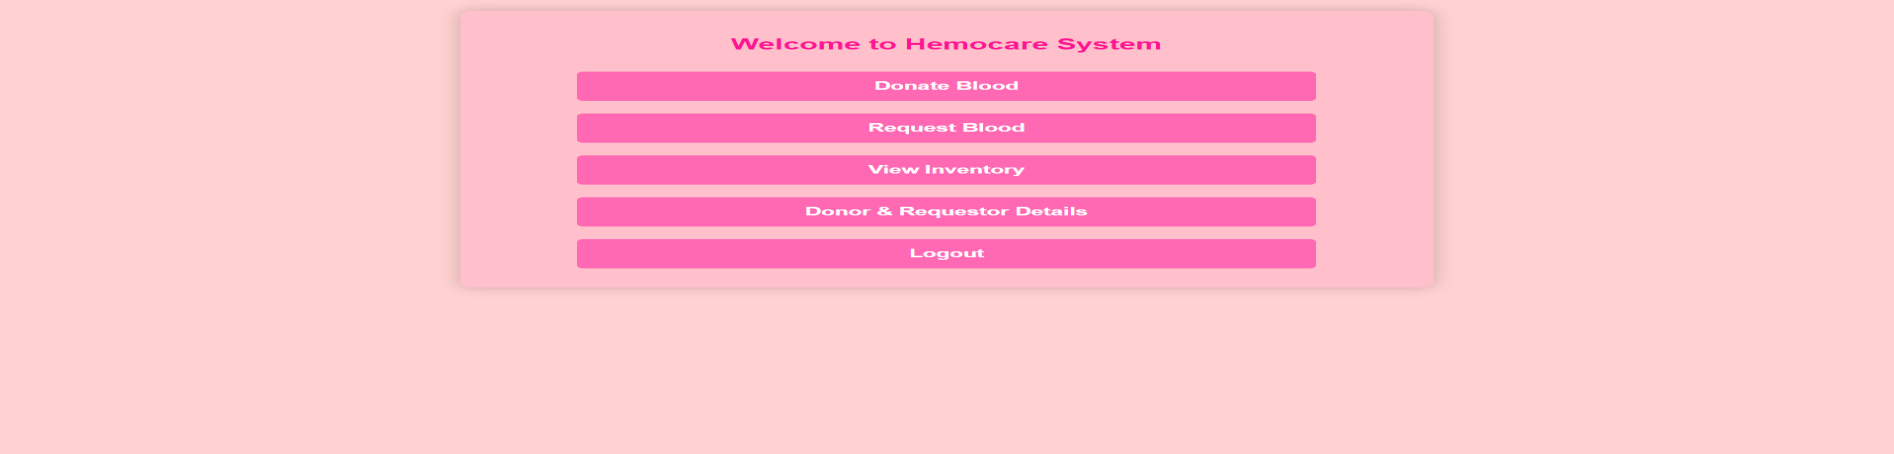 Welcome to Hemocare System
Donate Blood
Request Blood
View Inventory
Donor & Requestor Details
Logout